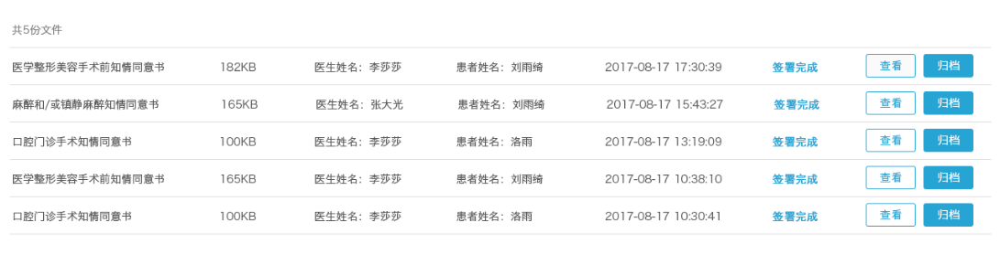 共5份文件
医学整形美容手术前知情同意书 182KB 医生姓名：李莎莎 患者姓名：刘雨绮 2017-08-17 17:30:39 签署完成 查看 归档
麻醉和/或镇静麻醉知情同意书 165KB 医生姓名：张大光 患者姓名：刘雨绮 2017-08-17 15:43:27 签署完成 查看 归档
口腔门诊手术知情同意书 100KB 医生姓名：李莎莎 患者姓名：洛雨 2017-08-17 13:19:09 签署完成 查看 归档
医学整形美容手术前知情同意书 165KB 医生姓名：李莎莎 患者姓名：刘雨绮 2017-08-17 10:38:10 签署完成 查看 归档
口腔门诊手术知情同意书 100KB 医生姓名：李莎莎 患者姓名：洛雨 2017-08-17 10:30:41 签署完成 查看 归档